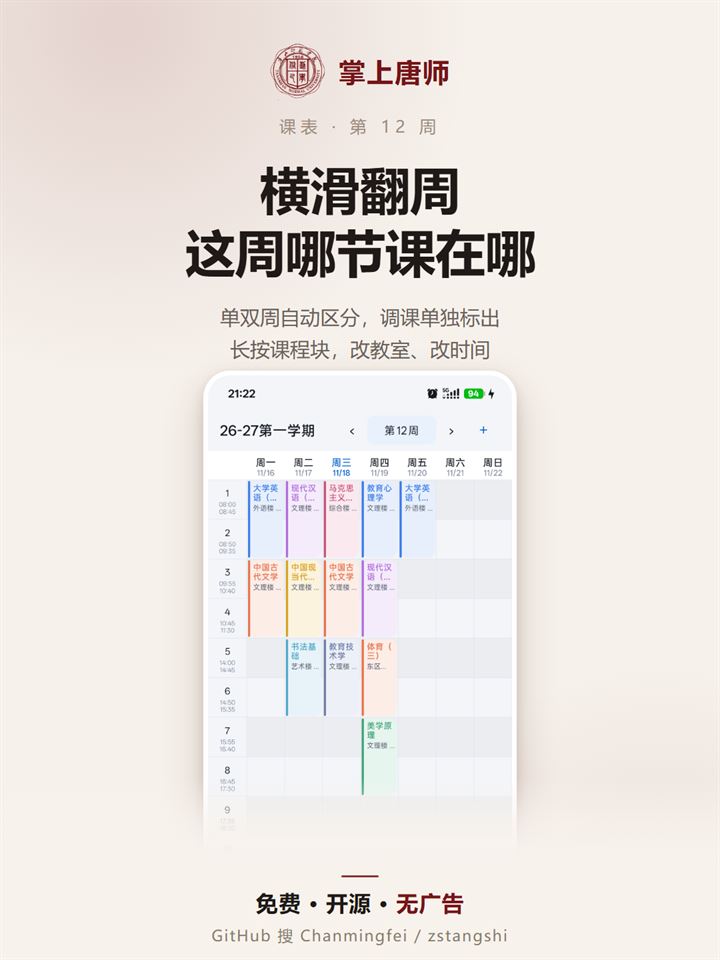 掌上唐师
课表 · 第 12 周
横滑翻周
这周哪节课在哪
单双周自动区分，调课单独标出
长按课程块，改教室、改时间
21:22
5G
94
26-27第一学期
‹ 第12周 › +
周一 周二 周三 周四 周五 周六 周日
11/16 11/17 11/18 11/19 11/20 11/21 11/22
1
08:00
08:45
大学英语（...
外语楼 ...
现代汉语（...
文理楼 ...
马克思主义...
综合楼 ...
教育心理学
文理楼 ...
大学英语（...
外语楼 ...
2
08:50
09:35
3
09:55
10:40
中国古代文学
文理楼 ...
中国现当代...
文理楼 ...
中国古代文学
文理楼 ...
现代汉语（...
文理楼 ...
4
10:45
11:30
5
14:00
14:45
书法基础
艺术楼 ...
教育技术学
文理楼 ...
体育（三）
东区...
6
14:50
15:35
7
15:55
16:40
美学原理
文理楼 ...
8
16:45
17:30
9
免费 • 开源 • 无广告
GitHub 搜 Chanmingfei / zstangshi